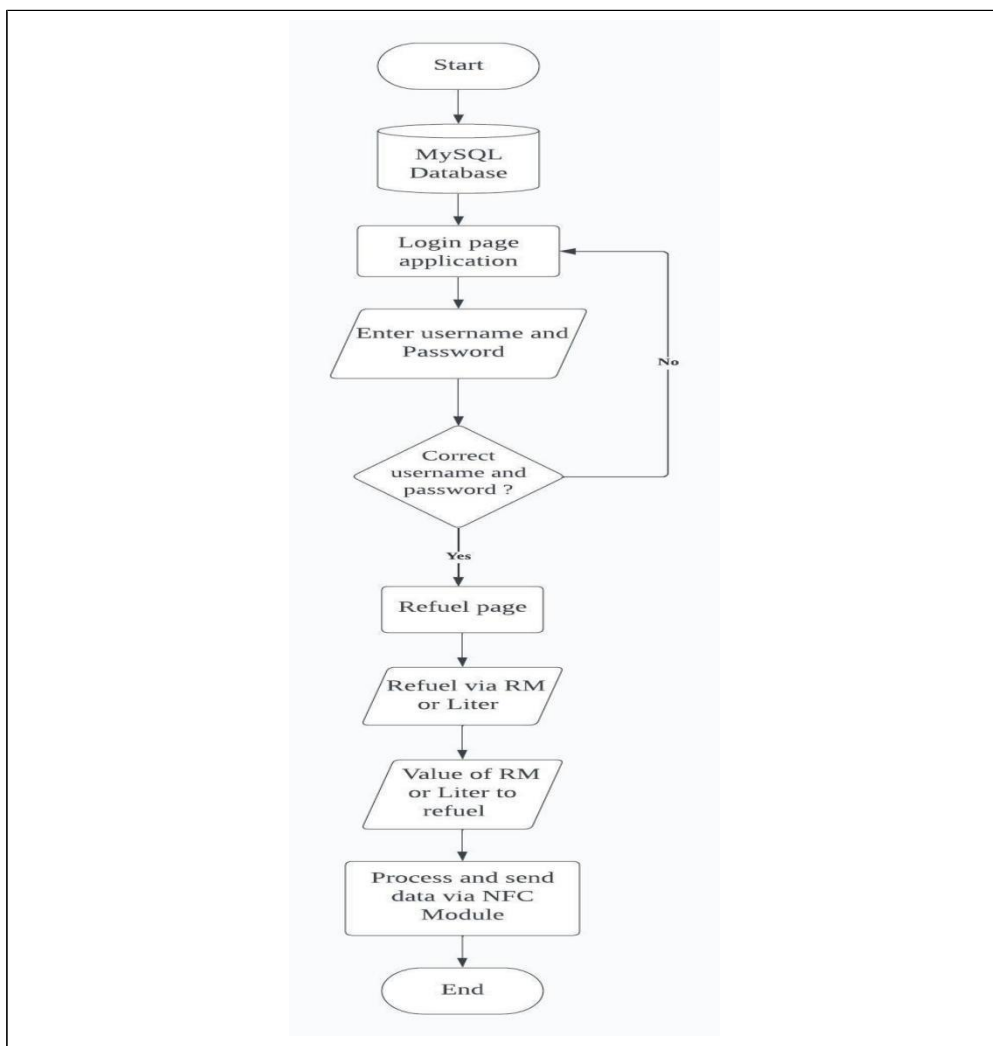 Start
MySQL
Database
Login page
application
Enter username and
Password
No
Correct
username and
password ?
Yes
Refuel page
Refuel via RM
or Liter
Value of RM
or Liter to
refuel
Process and send
data via NFC
Module
End